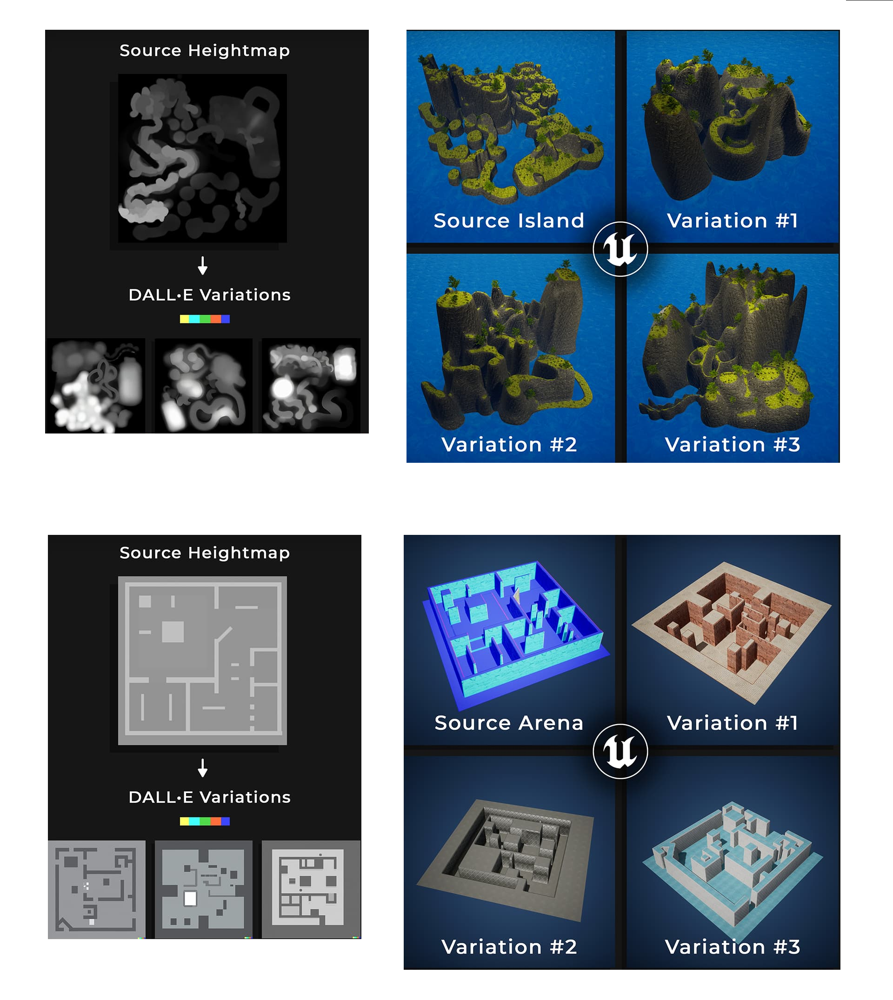 Source Heightmap
DALL•E Variations
Source Island
Variation #1
Variation #2
Variation #3
Source Heightmap
DALL•E Variations
Source Arena
Variation #1
Variation #2
Variation #3